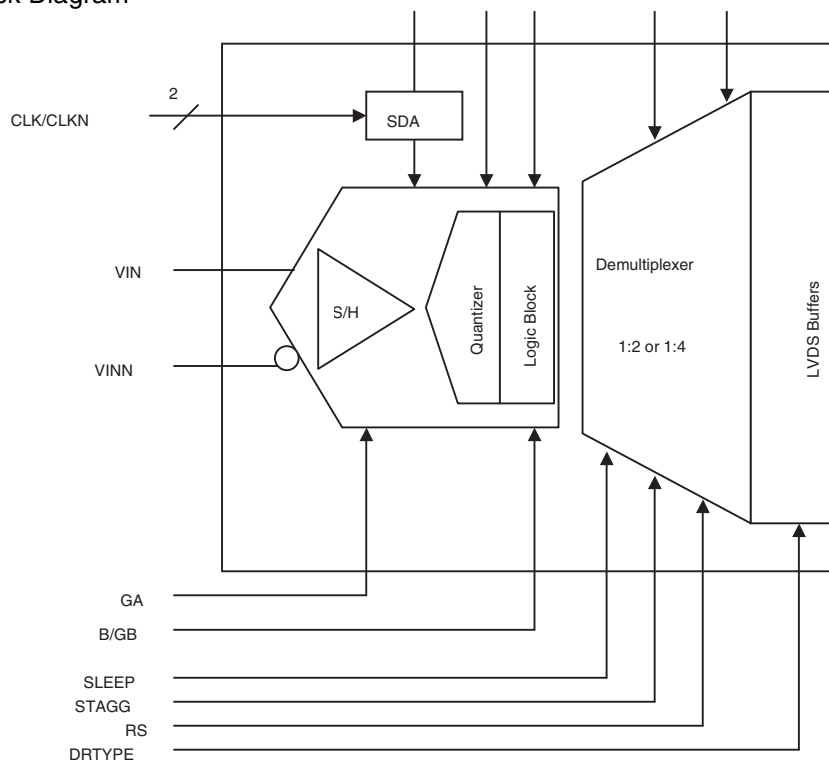 Diagram
2
CLK/CLKN
SDA
VIN
S/H
Quantizer
Logic Block
Demultiplexer
1:2 or 1:4
LVDS Buffers
VINN
GA
B/GB
SLEEP
STAGG
RS
DRTYPE